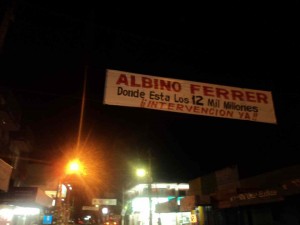 ALBINO FERRER
Donde Esta Los 12 Mil Millones
!!INTERVENCION YA!!